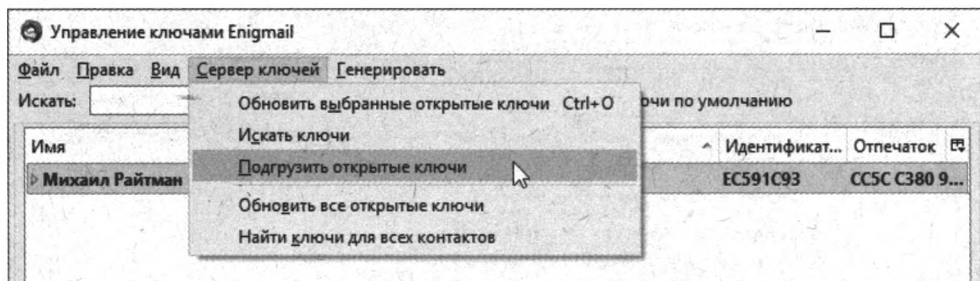 Управление ключами Enigmail
Файл Правка Вид Сервер ключей Генерировать
Искать: очи по умолчанию
Обновить выбранные открытые ключи Ctrl+O
Искать ключи
Подгрузить открытые ключи
Обновить все открытые ключи
Найти ключи для всех контактов
Имя Идентификат... Отпечаток
Михаил Райтман EC591C93 CC5C C380 9...